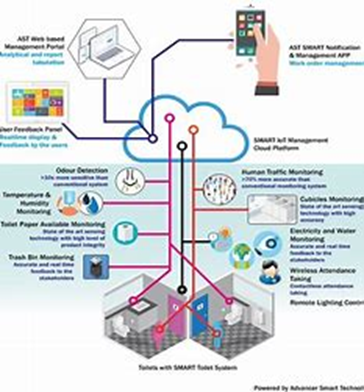 AST Web based
Management Portal
Analytical and report
tabulation
AST SMART Notification
& Management APP
Work order management
User Feedback Panel
Realtime display &
Feedback by the users
SMART IoT Management
Cloud Platform
Odour Detection
>50x more sensitive than
conventional system
Human Traffic Monitoring
>70% more accurate than
conventional monitoring system
Temperature &
Humidity
Monitoring
Cubicles Monitoring
State of the art sensing
technology with high
accuracy
Toilet Paper Available Monitoring
State of the art sensing
technology with high level of
product integrity
Electricity and Water
Monitoring
Accurate and real time
feedback to the
stakeholders
Trash Bin Monitoring
Accurate and real time
feedback to the
stakeholders
Wireless Attendance
Taking
Contactless attendance
taking
Remote Lighting Contr
Toilets with SMART Toilet System
Powered by Advancer Smart Technol